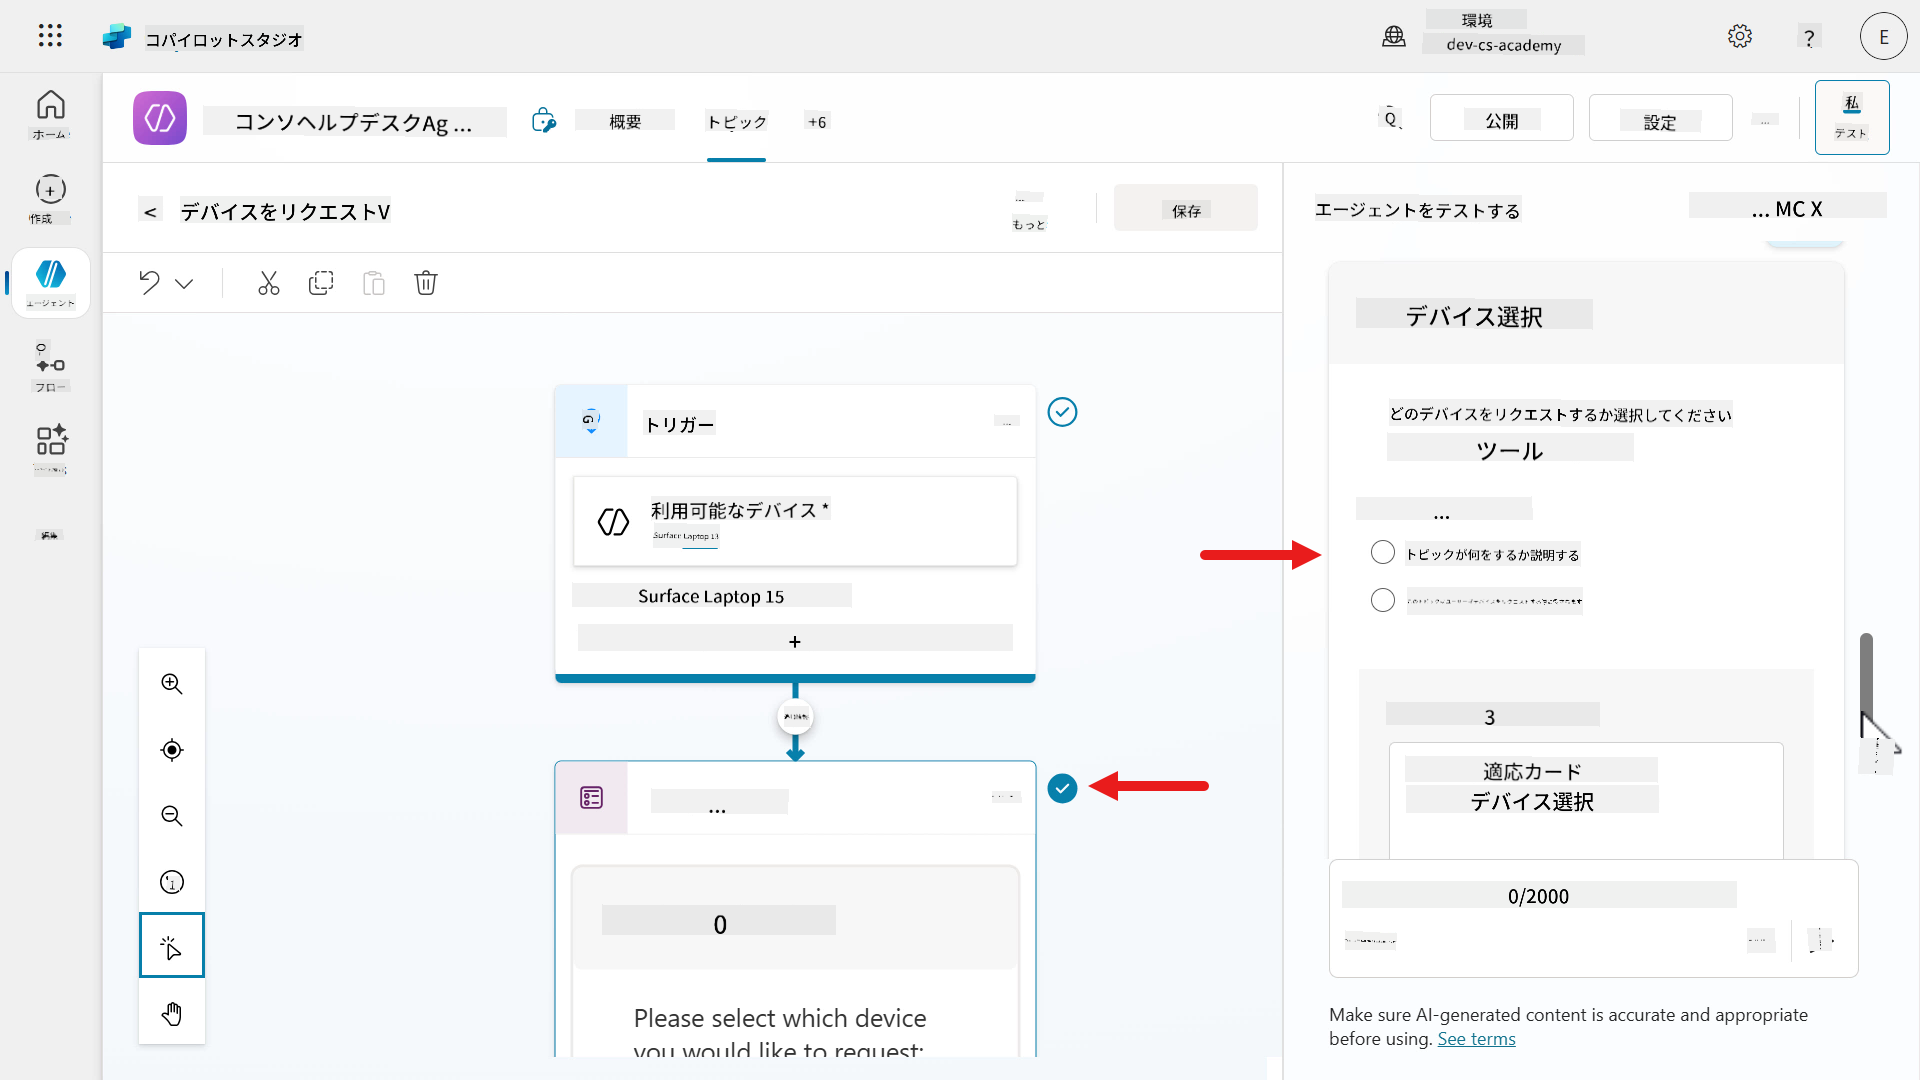 コパイロットスタジオ
環境
dev-cs-academy
?
E
ホーム
作成
エージェント
フロー
編集
コンソヘルプデスクAg ...
概要
トピック
+6
公開
設定
...
私
テスト
<
デバイスをリクエストV
...
もっと
保存
トリガー
...
利用可能なデバイス *
Surface Laptop 13
Surface Laptop 15
+
...
0
Please select which device
you would like to request:
エージェントをテストする
... MC X
デバイス選択
どのデバイスをリクエストするか選択してください
ツール
...
トピックが何をするか説明する
3
適応カード
デバイス選択
0/2000
Make sure AI-generated content is accurate and appropriate
before using. See terms